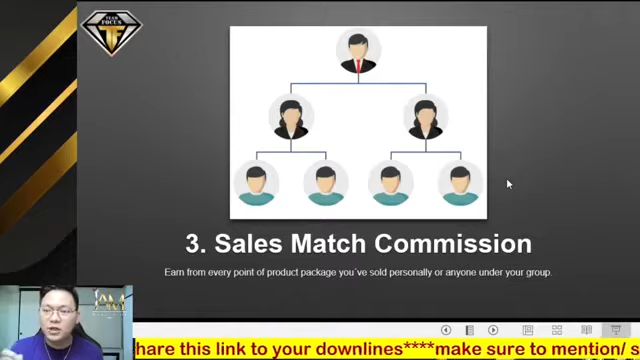 TEAM
FOCUS
TF
3. Sales Match Commission
Earn from every point of product package you've sold personally or anyone under your group.
hare this link to your downlines****make sure to mention/ s